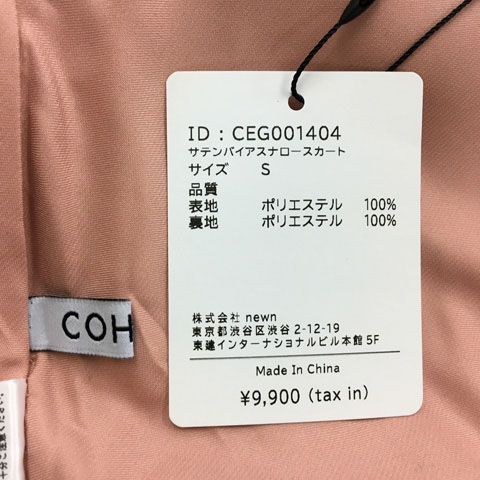 ID : CEG001404
サテンバイアスナロースカート
サイズ S
品質
表地 ポリエステル 100%
裏地 ポリエステル 100%
株式会社 newn
東京都渋谷区渋谷 2-12-19
東建インターナショナルビル本館 5F
Made In China
¥9,900 (tax in)
COH